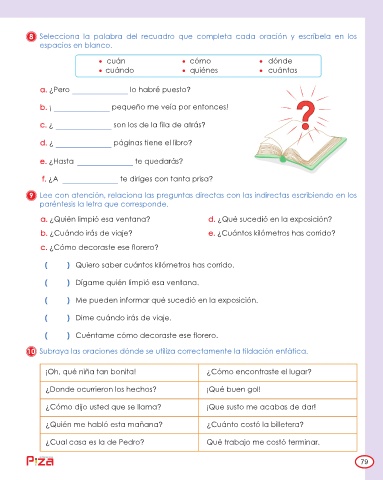 8 Selecciona la palabra del recuadro que completa cada oración y escríbela en los
espacios en blanco.
• cuán • cómo • dónde
• cuándo • quiénes • cuántas
a. ¿Pero ______________ lo habré puesto?
b. ¡ ______________ pequeño me veía por entonces!
c. ¿ ______________ son los de la fila de atrás?
d. ¿ ______________ páginas tiene el libro?
e. ¿Hasta ______________ te quedarás?
f. ¿A ______________ te diriges con tanta prisa?
9 Lee con atención, relaciona las preguntas directas con las indirectas escribiendo en los
paréntesis la letra que corresponde.
a. ¿Quién limpió esa ventana? d. ¿Qué sucedió en la exposición?
b. ¿Cuándo irás de viaje? e. ¿Cuántos kilómetros has corrido?
c. ¿Cómo decoraste ese florero?
( ) Quiero saber cuántos kilómetros has corrido.
( ) Dígame quién limpió esa ventana.
( ) Me pueden informar qué sucedió en la exposición.
( ) Dime cuándo irás de viaje.
( ) Cuéntame cómo decoraste ese florero.
10 Subraya las oraciones dónde se utiliza correctamente la tildación enfática.
¡Oh, qué niña tan bonita! ¿Cómo encontraste el lugar?
¿Donde ocurrieron los hechos? ¡Qué buen gol!
¿Cómo dijo usted que se llama? ¡Que susto me acabas de dar!
¿Quién me habló esta mañana? ¿Cuánto costó la billetera?
¿Cual casa es la de Pedro? Qué trabajo me costó terminar.
Piza 79